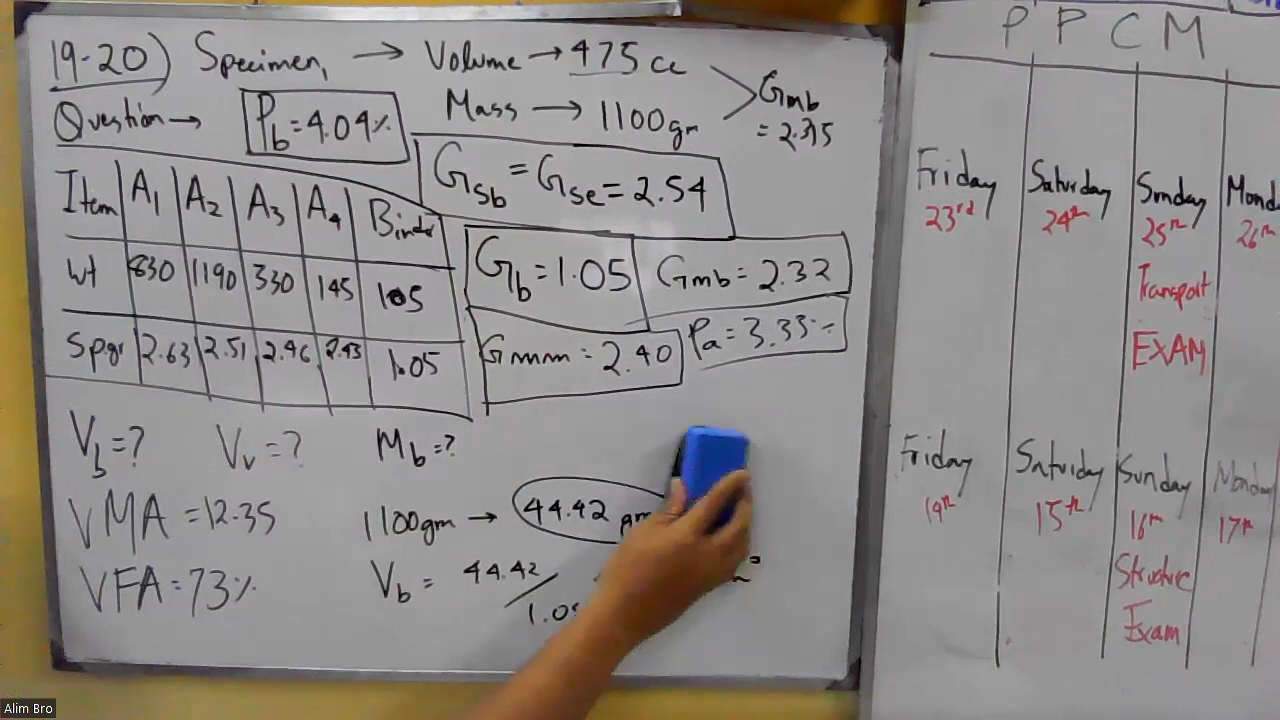 19-20) Specimen, → Volume → 475 cc
Mass → 1100gm
Gmb = 2.315
Question → Pb = 4.04%
Gsb = Gse = 2.54
Item A1 A2 A3 A4 Binder
Wt 830 1190 330 145 105
Spgr 2.63 2.51 2.46 2.43 1.05
Gb = 1.05
Gmb = 2.32
Gmm = 2.40
Pa = 3.33%
Vb = ? Vv = ? Mb = ?
VMA = 12.35
1100gm → 44.42 gm
VFA = 73%
Vb = 44.42/1.05
PPCM
Friday Saturday Sunday Mond
23rd 24th 25th 26th
Transport
EXAM
Friday Saturday Sunday Monday
14th 15th 16th 17th
Structure
Exam
Alim Bro